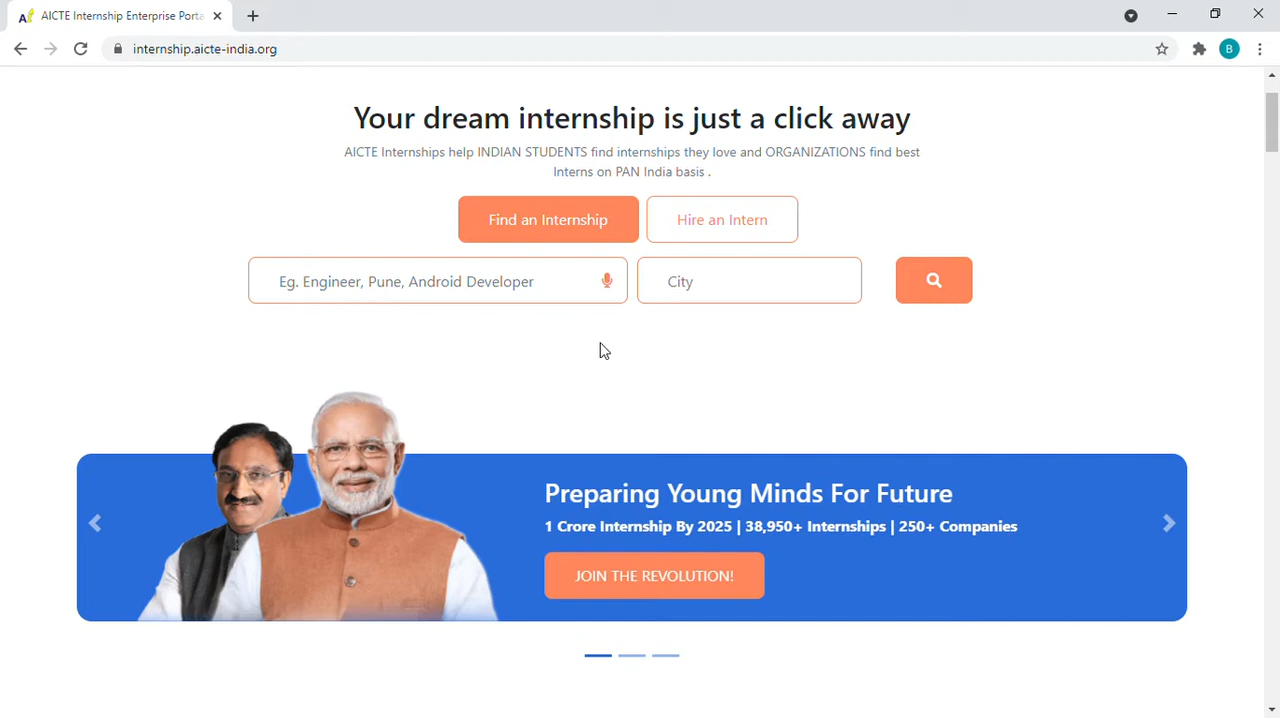 AICTE Internship Enterprise Porta
internship.aicte-india.org
B
Your dream internship is just a click away
AICTE Internships help INDIAN STUDENTS find internships they love and ORGANIZATIONS find best
Interns on PAN India basis .
Find an Internship Hire an Intern
Eg. Engineer, Pune, Android Developer City
Preparing Young Minds For Future
1 Crore Internship By 2025 | 38,950+ Internships | 250+ Companies
JOIN THE REVOLUTION!